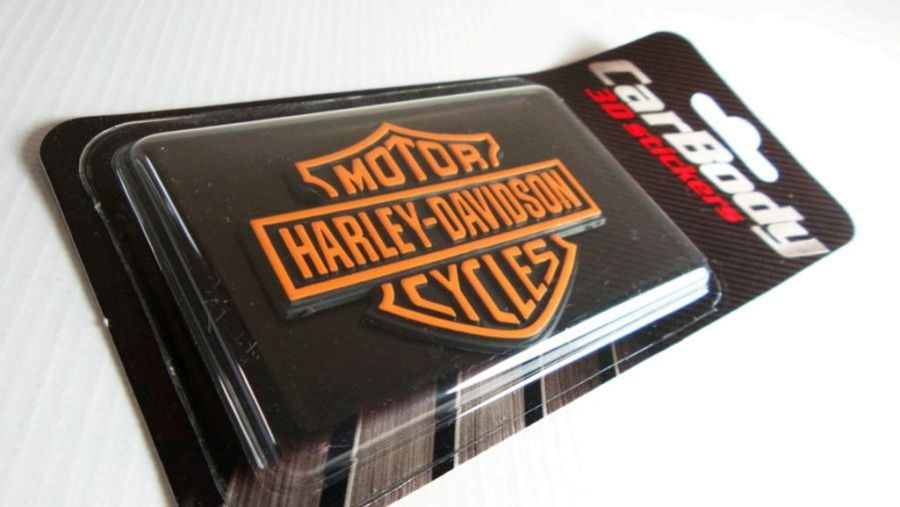 CarBody
3D stickers
MOTOR
HARLEY-DAVIDSON
CYCLES